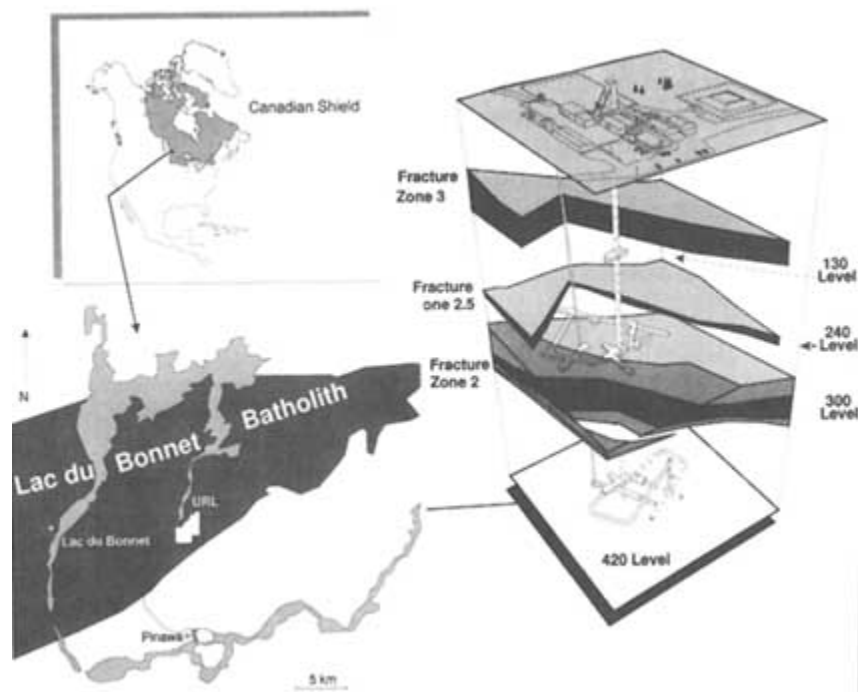 Canadian Shield
Fracture
Zone 3
130
Level
Fracture
one 2.5
240
Level
Fracture
Zone 2
300
Level
420 Level
N
Lac du Bonnet Batholith
URL
Lac du Bonnet
Pinawa
5 km